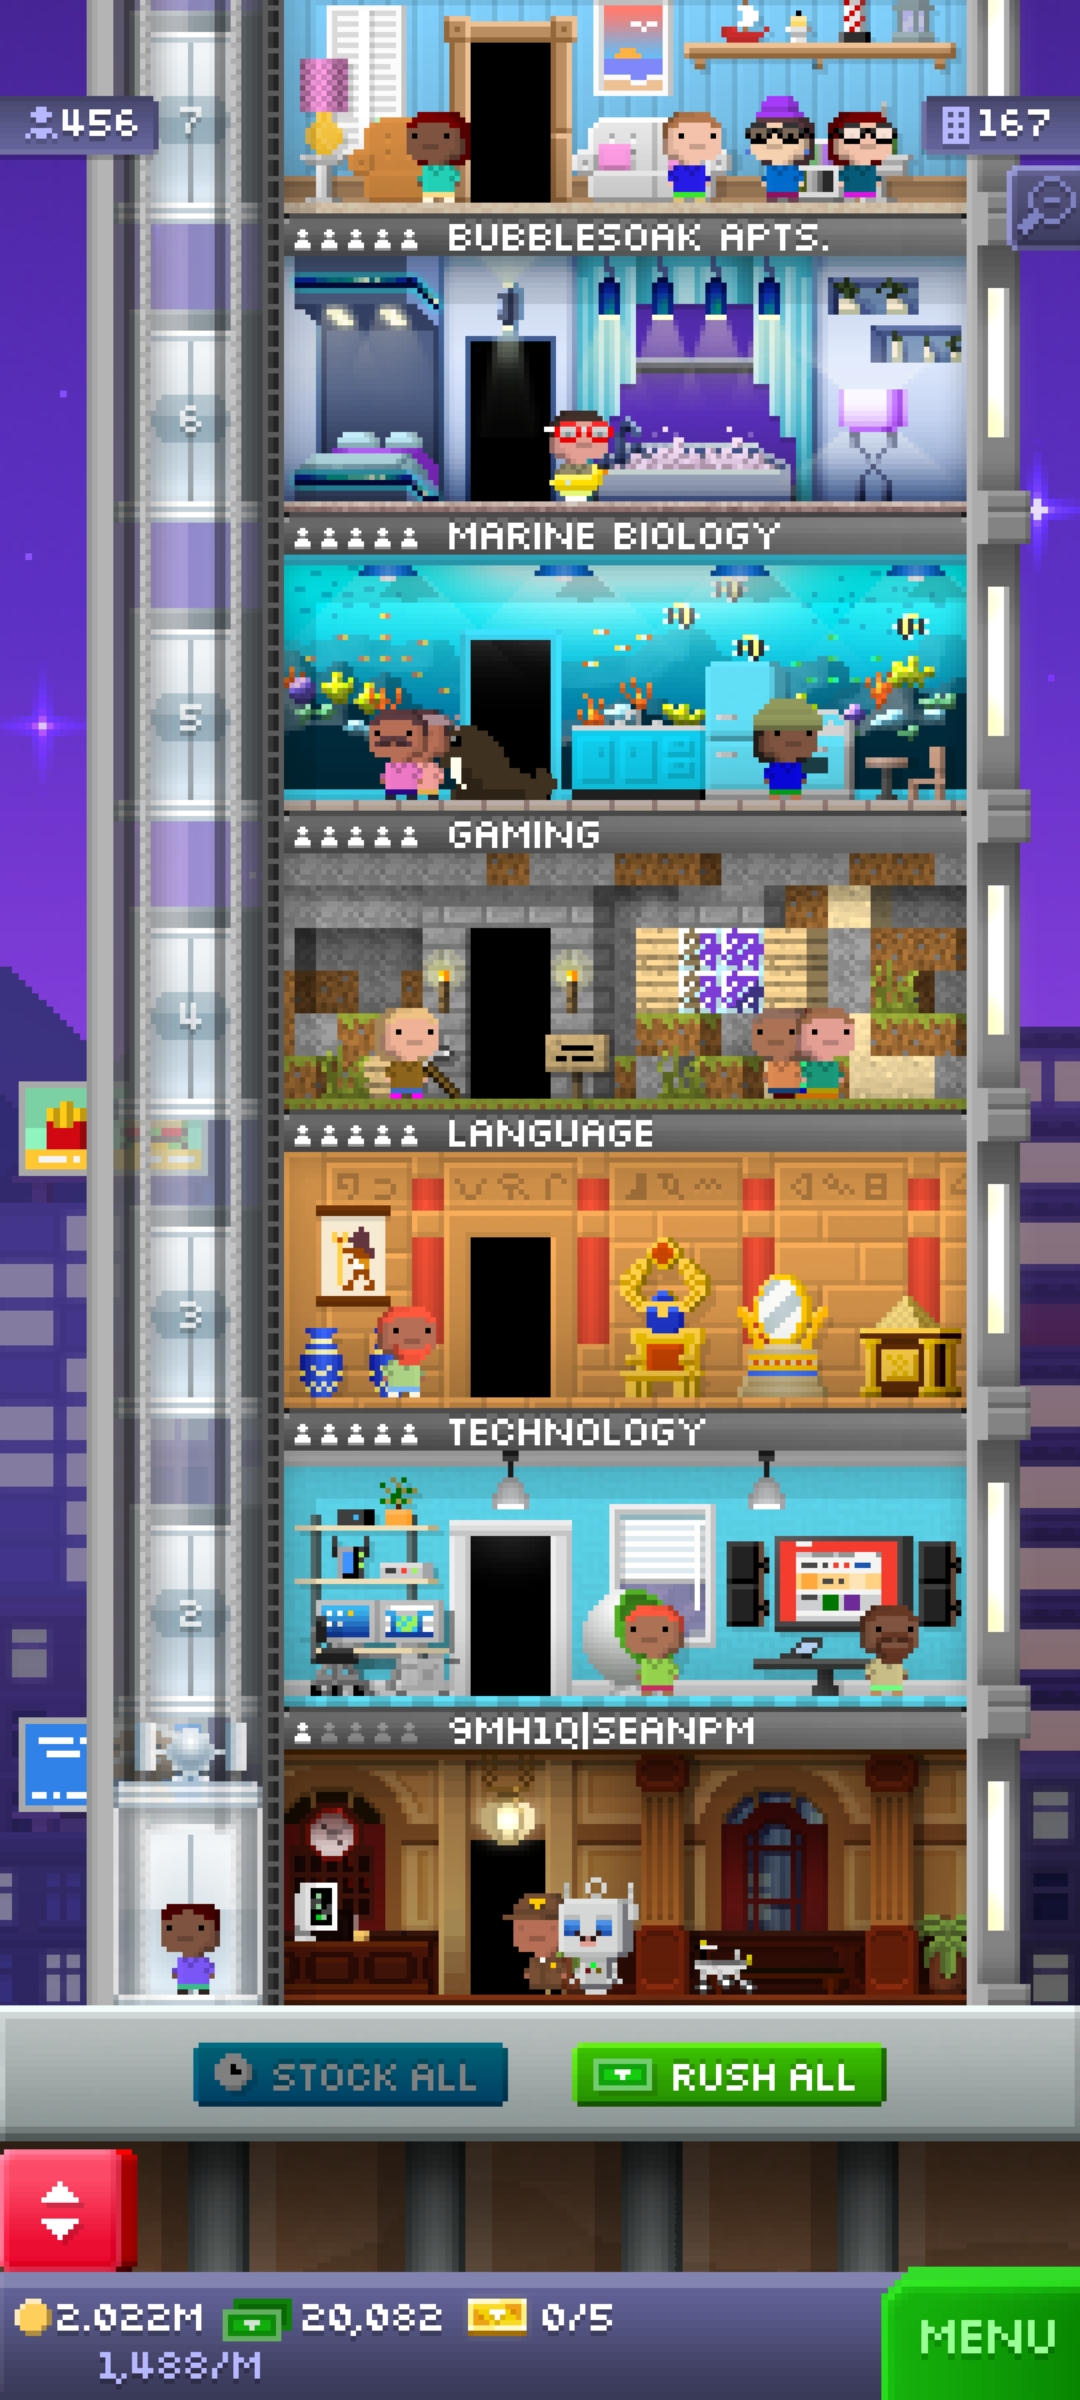 7
456
167
BUBBLESOAK APTS.
6
MARINE BIOLOGY
5
GAMING
4
LANGUAGE
3
TECHNOLOGY
2
9MH1Q|SEANPM
STOCK ALL
RUSH ALL
2.022M
20,082
0/5
1,488/M
MENU